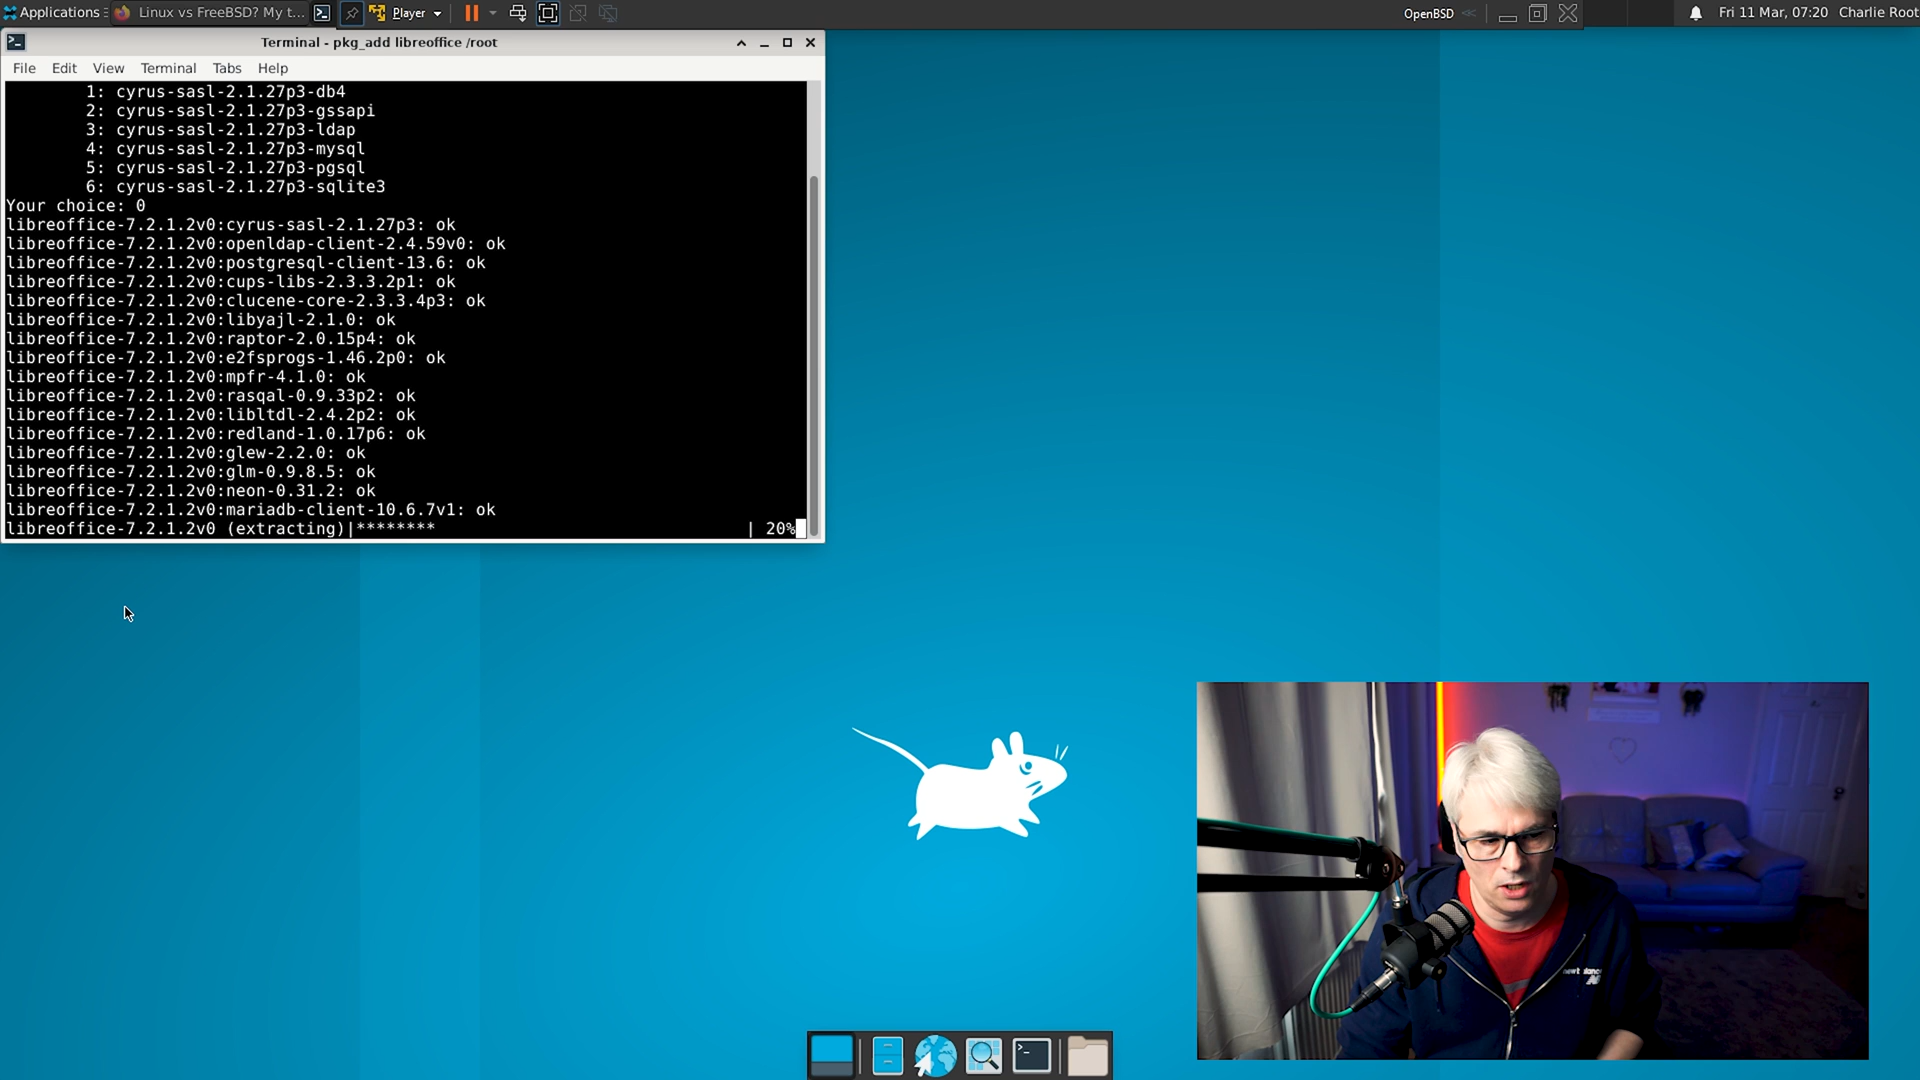 Applications
Linux vs FreeBSD? My t...
Player
OpenBSD
Fri 11 Mar, 07:20
Charlie Root
Terminal - pkg_add libreoffice /root
File Edit View Terminal Tabs Help
1: cyrus-sasl-2.1.27p3-db4
2: cyrus-sasl-2.1.27p3-gssapi
3: cyrus-sasl-2.1.27p3-ldap
4: cyrus-sasl-2.1.27p3-mysql
5: cyrus-sasl-2.1.27p3-pgsql
6: cyrus-sasl-2.1.27p3-sqlite3
Your choice: 0
libreoffice-7.2.1.2v0:cyrus-sasl-2.1.27p3: ok
libreoffice-7.2.1.2v0:openldap-client-2.4.59v0: ok
libreoffice-7.2.1.2v0:postgresql-client-13.6: ok
libreoffice-7.2.1.2v0:cups-libs-2.3.3.2p1: ok
libreoffice-7.2.1.2v0:clucene-core-2.3.3.4p3: ok
libreoffice-7.2.1.2v0:libyajl-2.1.0: ok
libreoffice-7.2.1.2v0:raptor-2.0.15p4: ok
libreoffice-7.2.1.2v0:e2fsprogs-1.46.2p0: ok
libreoffice-7.2.1.2v0:mpfr-4.1.0: ok
libreoffice-7.2.1.2v0:rasqal-0.9.33p2: ok
libreoffice-7.2.1.2v0:libltdl-2.4.2p2: ok
libreoffice-7.2.1.2v0:redland-1.0.17p6: ok
libreoffice-7.2.1.2v0:glew-2.2.0: ok
libreoffice-7.2.1.2v0:glm-0.9.8.5: ok
libreoffice-7.2.1.2v0:neon-0.31.2: ok
libreoffice-7.2.1.2v0:mariadb-client-10.6.7v1: ok
libreoffice-7.2.1.2v0 (extracting)|******** | 20%